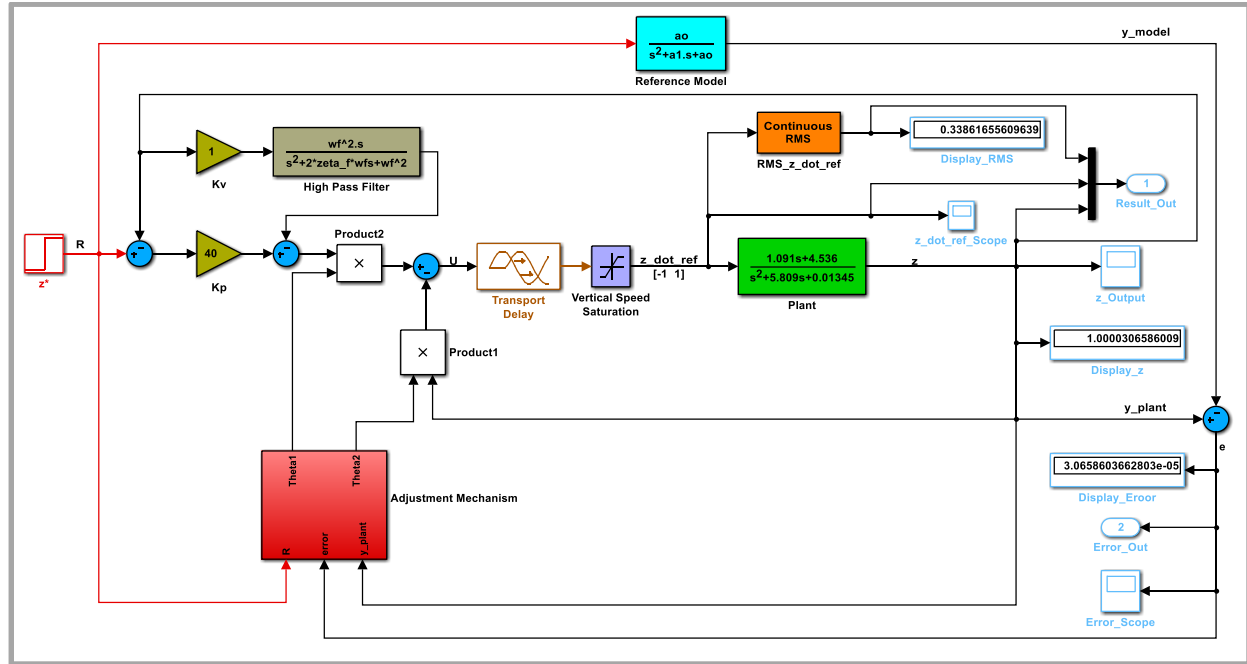 y_model
ao
s²+a1.s+ao
Reference Model
1
Kv
wf^2.s
s²+2*zeta_f*wfs+wf^2
High Pass Filter
Continuous
RMS
RMS_z_dot_ref
0.33861655609639
Display_RMS
1
Result_Out
z_dot_ref_Scope
R
z*
40
Kp
Product2
×
U
Transport
Delay
Vertical Speed
Saturation
z_dot_ref
[-1 1]
1.091s+4.536
s²+5.809s+0.01345
Plant
z
z_Output
×
Product1
1.0000306586009
Display_z
y_plant
e
Theta1
Theta2
R
error
y_plant
Adjustment Mechanism
3.0658603662803e-05
Display_Eroor
2
Error_Out
Error_Scope